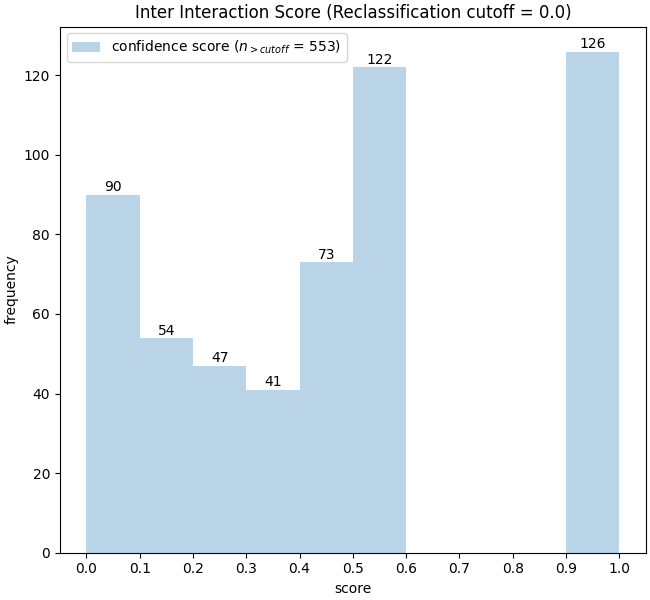 Inter Interaction Score (Reclassification cutoff = 0.0)
confidence score (n>cutoff = 553)
126
122
120
100
90
80
73
60
54
47
41
40
20
0
0.0 0.1 0.2 0.3 0.4 0.5 0.6 0.7 0.8 0.9 1.0
score
frequency